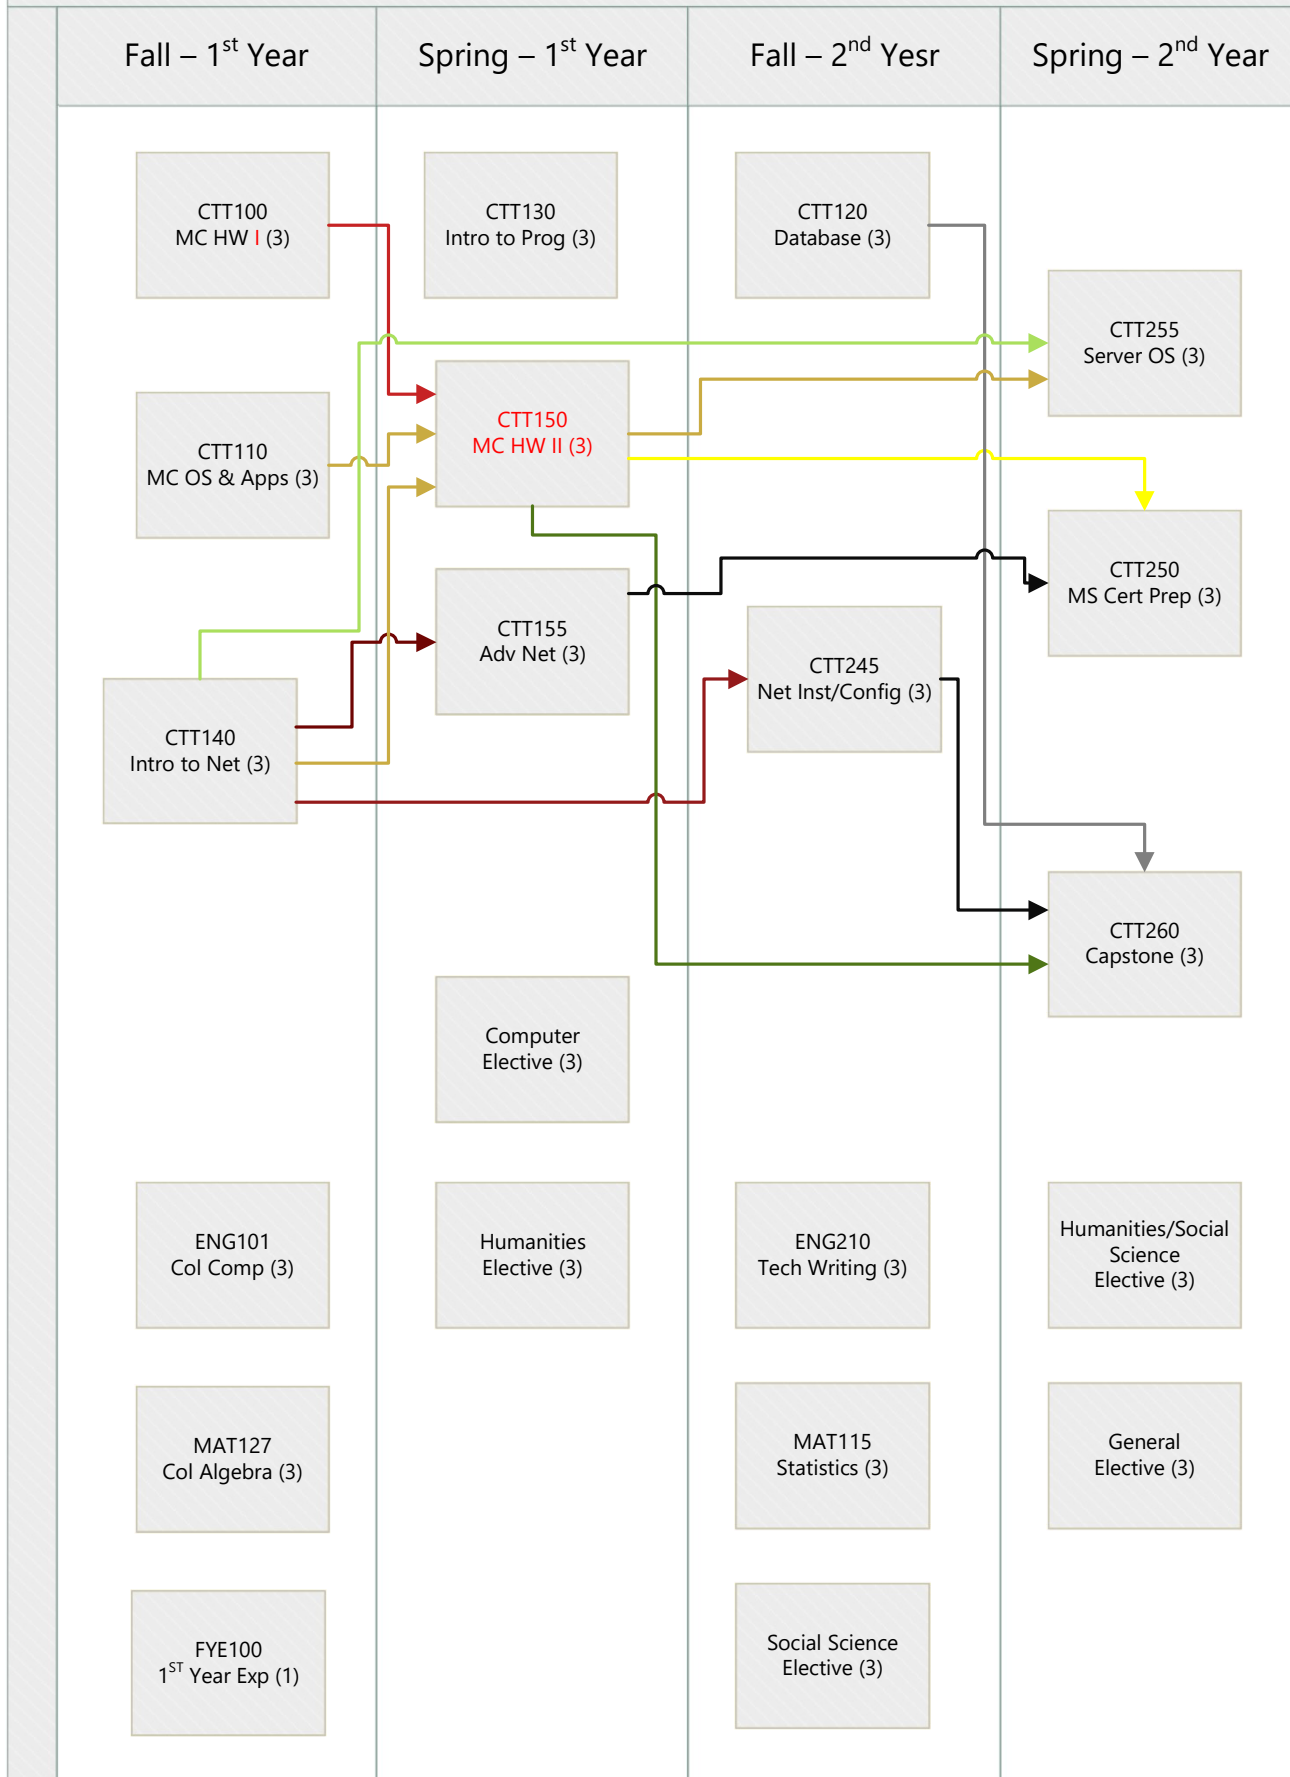 Fall – 1st Year
Spring – 1st Year
Fall – 2nd Yesr
Spring – 2nd Year
CTT100
MC HW I (3)
CTT130
Intro to Prog (3)
CTT120
Database (3)
CTT255
Server OS (3)
CTT110
MC OS & Apps (3)
CTT150
MC HW II (3)
CTT250
MS Cert Prep (3)
CTT155
Adv Net (3)
CTT245
Net Inst/Config (3)
CTT140
Intro to Net (3)
CTT260
Capstone (3)
Computer
Elective (3)
ENG101
Col Comp (3)
Humanities
Elective (3)
ENG210
Tech Writing (3)
Humanities/Social
Science
Elective (3)
MAT127
Col Algebra (3)
MAT115
Statistics (3)
General
Elective (3)
FYE100
1ST Year Exp (1)
Social Science
Elective (3)